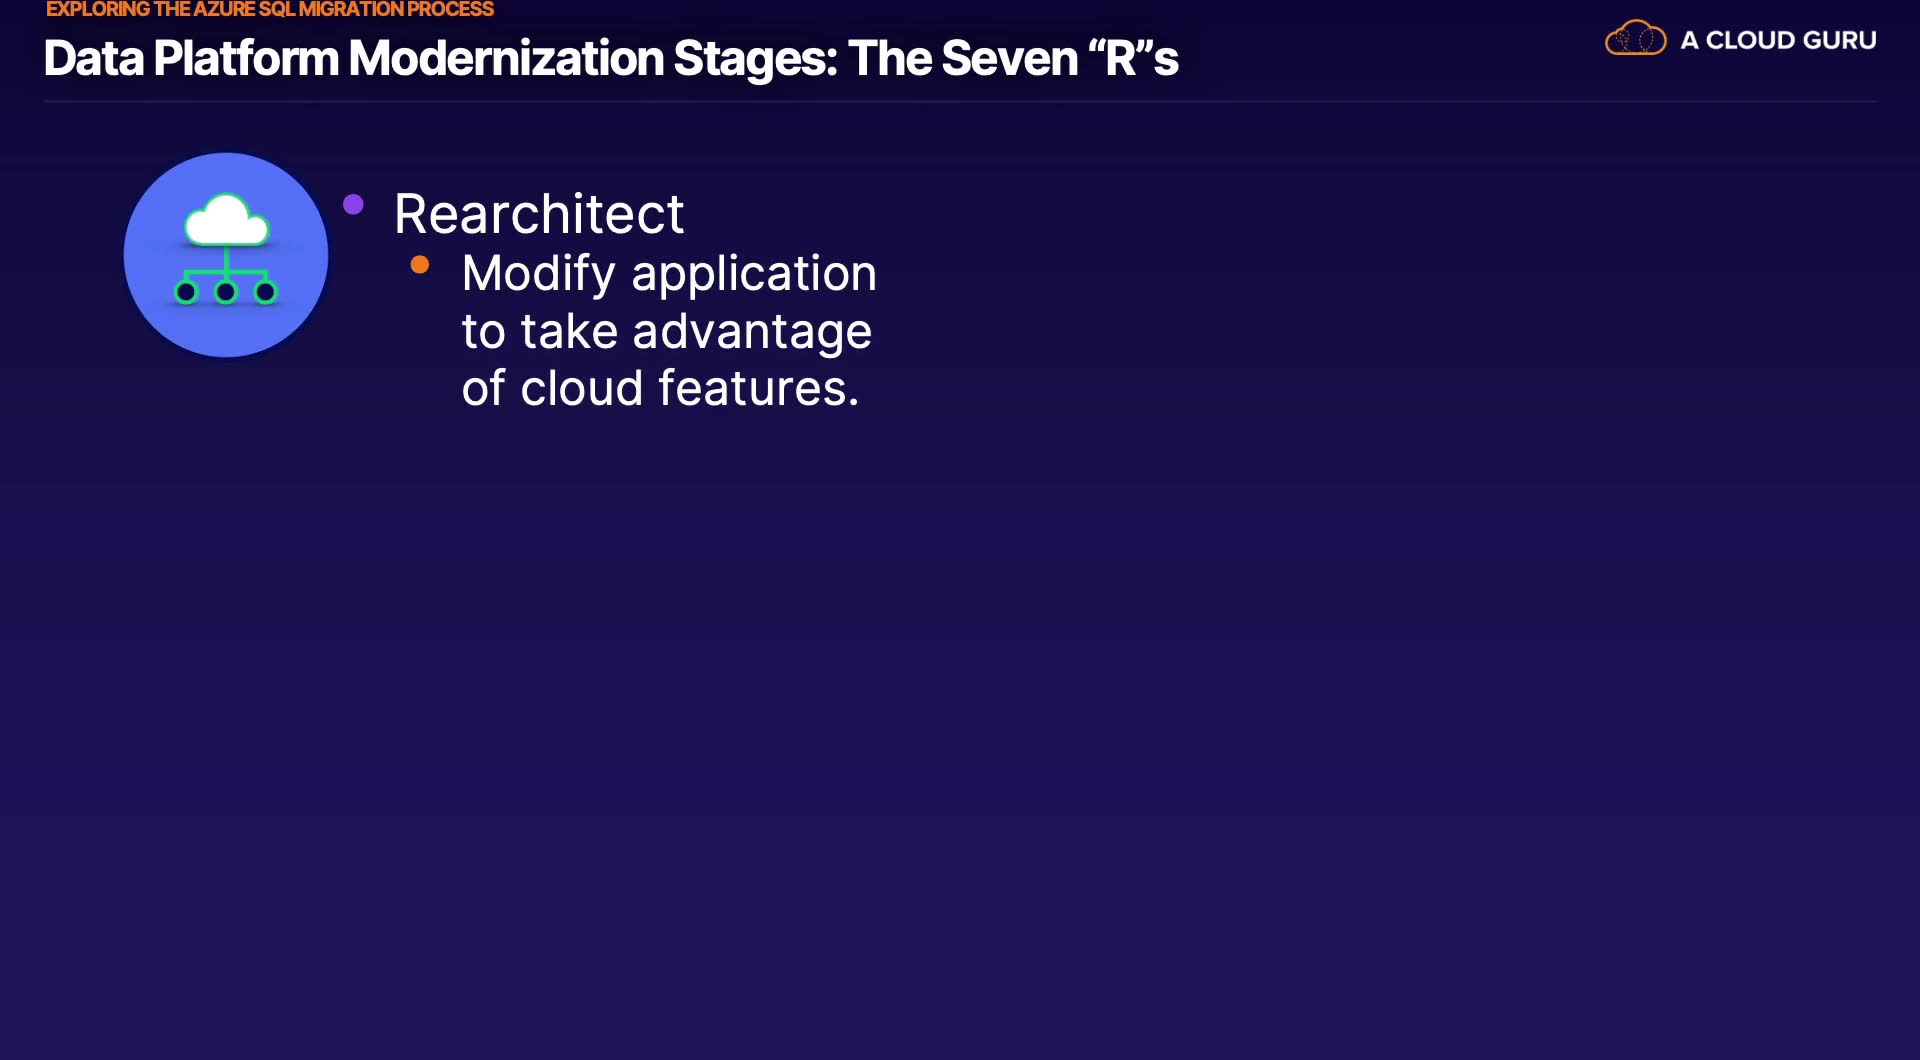 EXPLORING THE AZURE SQL MIGRATION PROCESS
Data Platform Modernization Stages: The Seven “R”s
A CLOUD GURU
Rearchitect
Modify application
to take advantage
of cloud features.